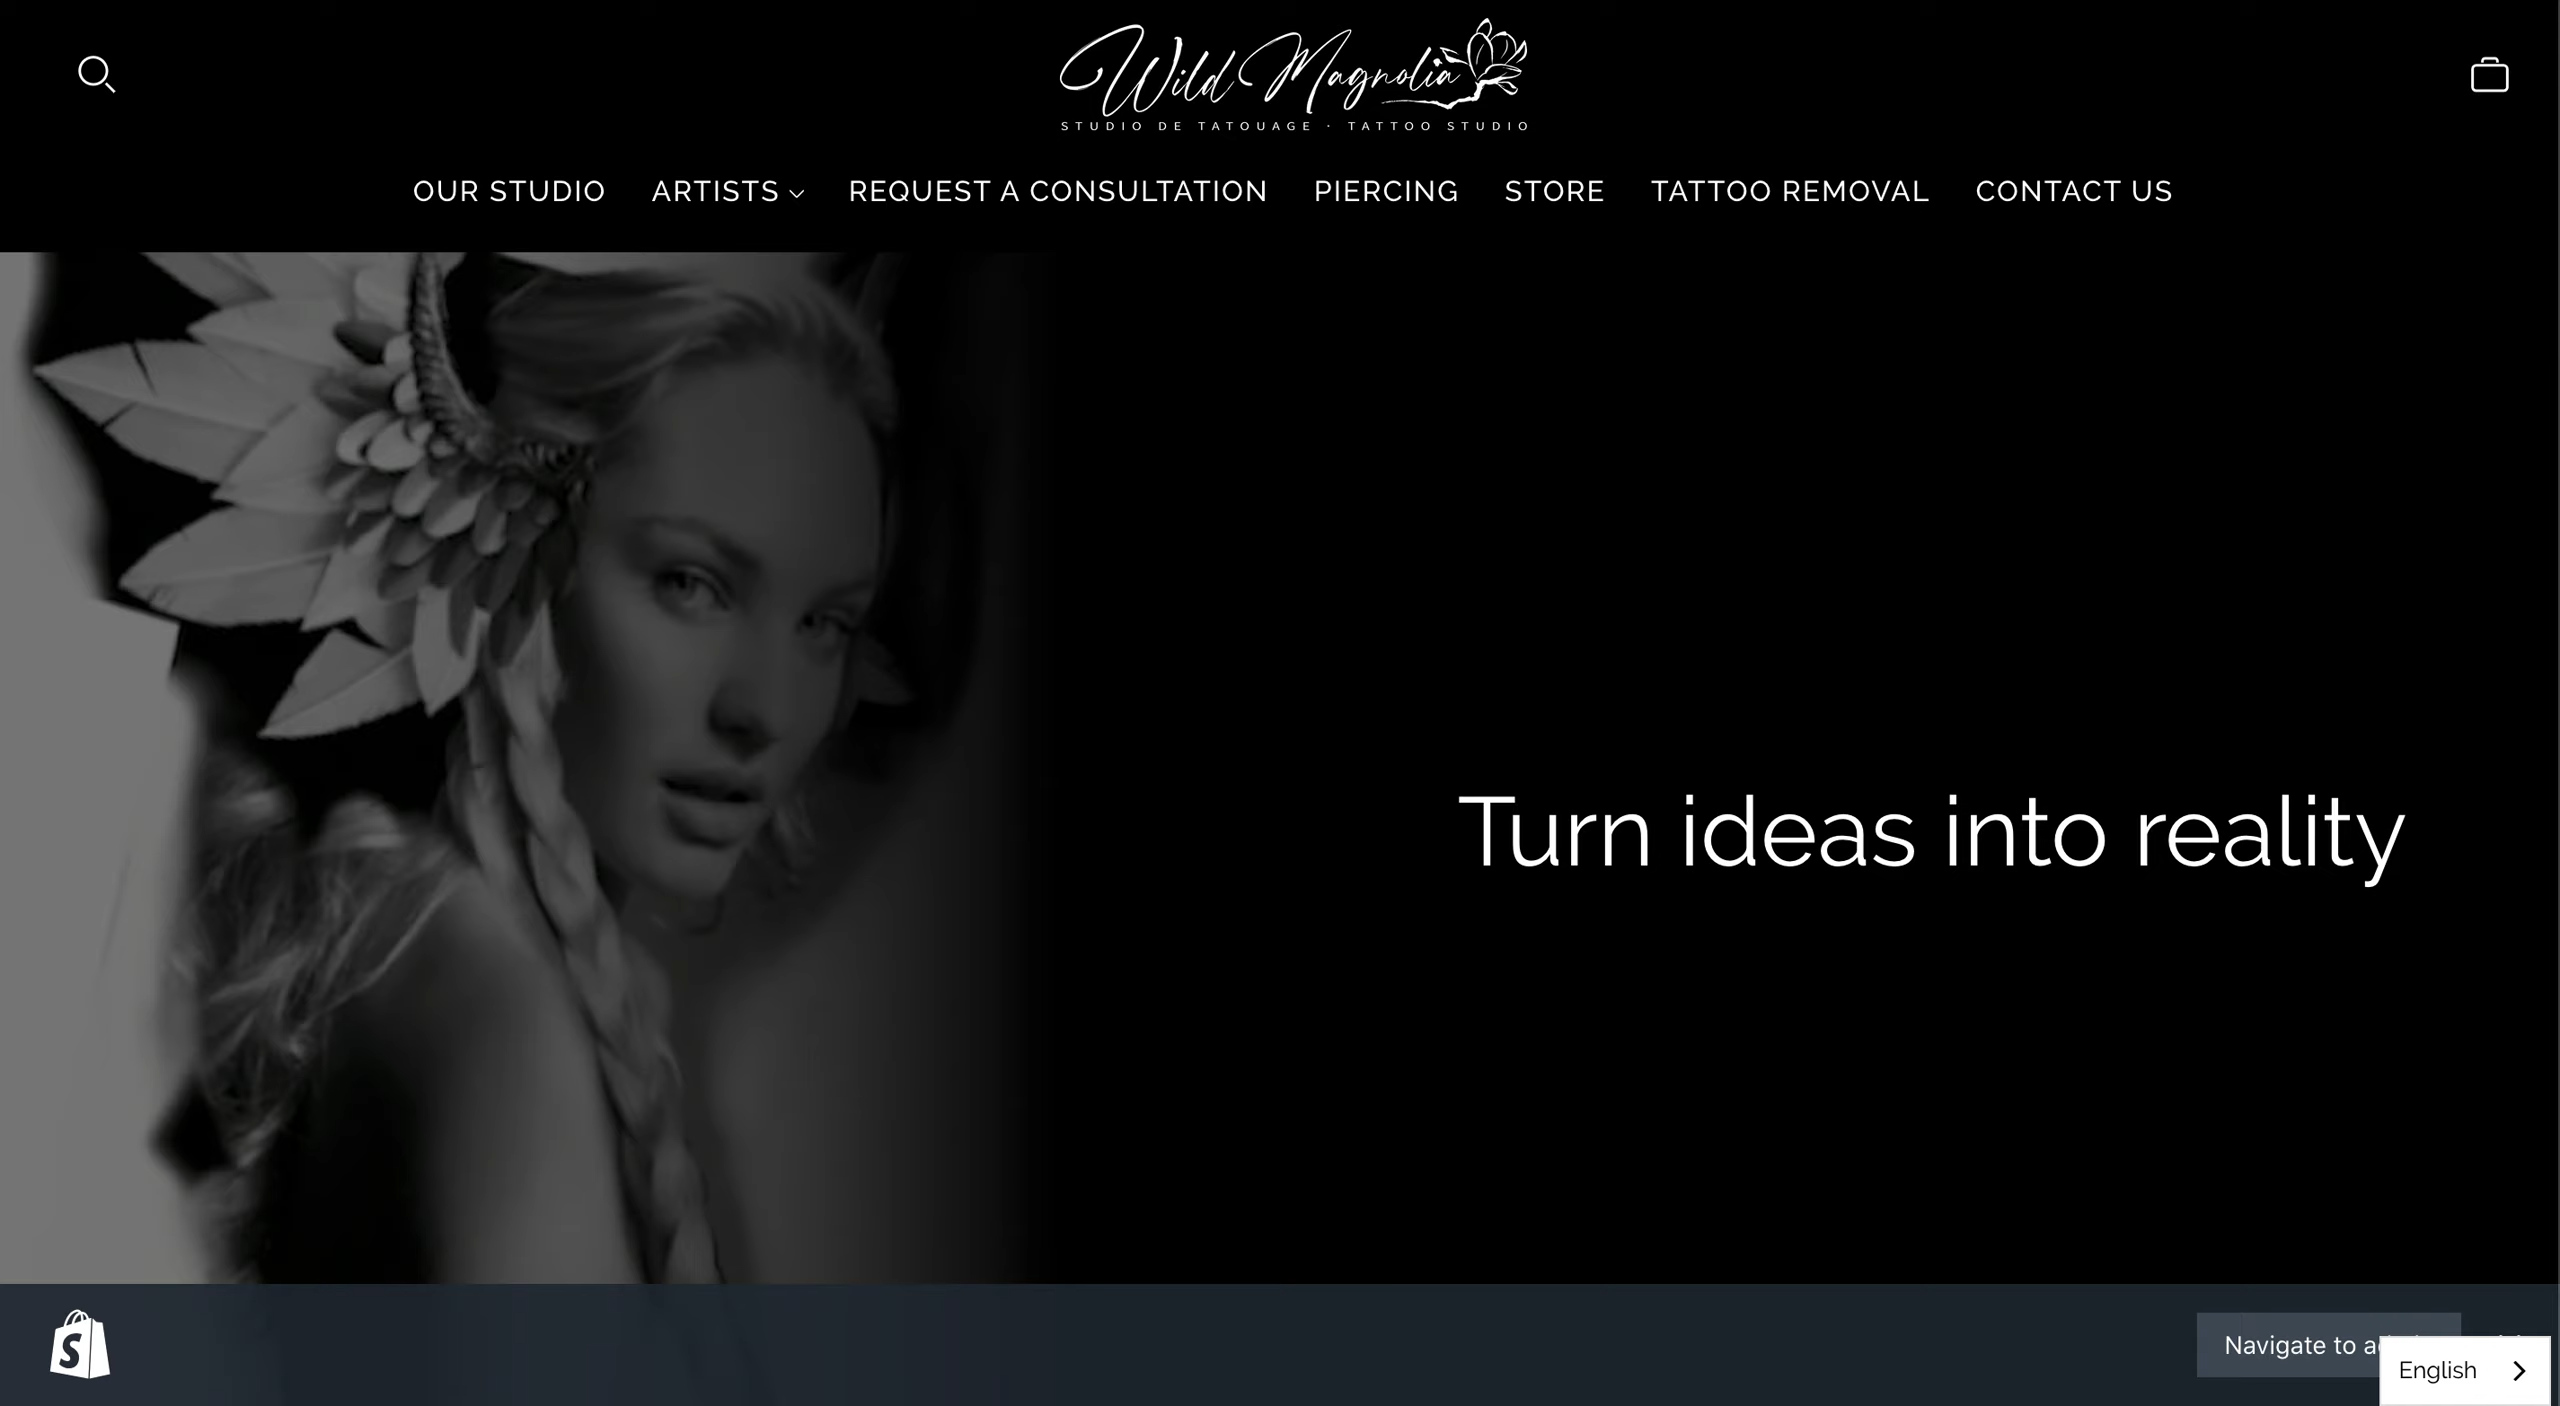 Wild Magnolia
STUDIO DE TATOUAGE · TATTOO STUDIO
OUR STUDIO ARTISTS REQUEST A CONSULTATION PIERCING STORE TATTOO REMOVAL CONTACT US
Turn ideas into reality
Navigate to
English